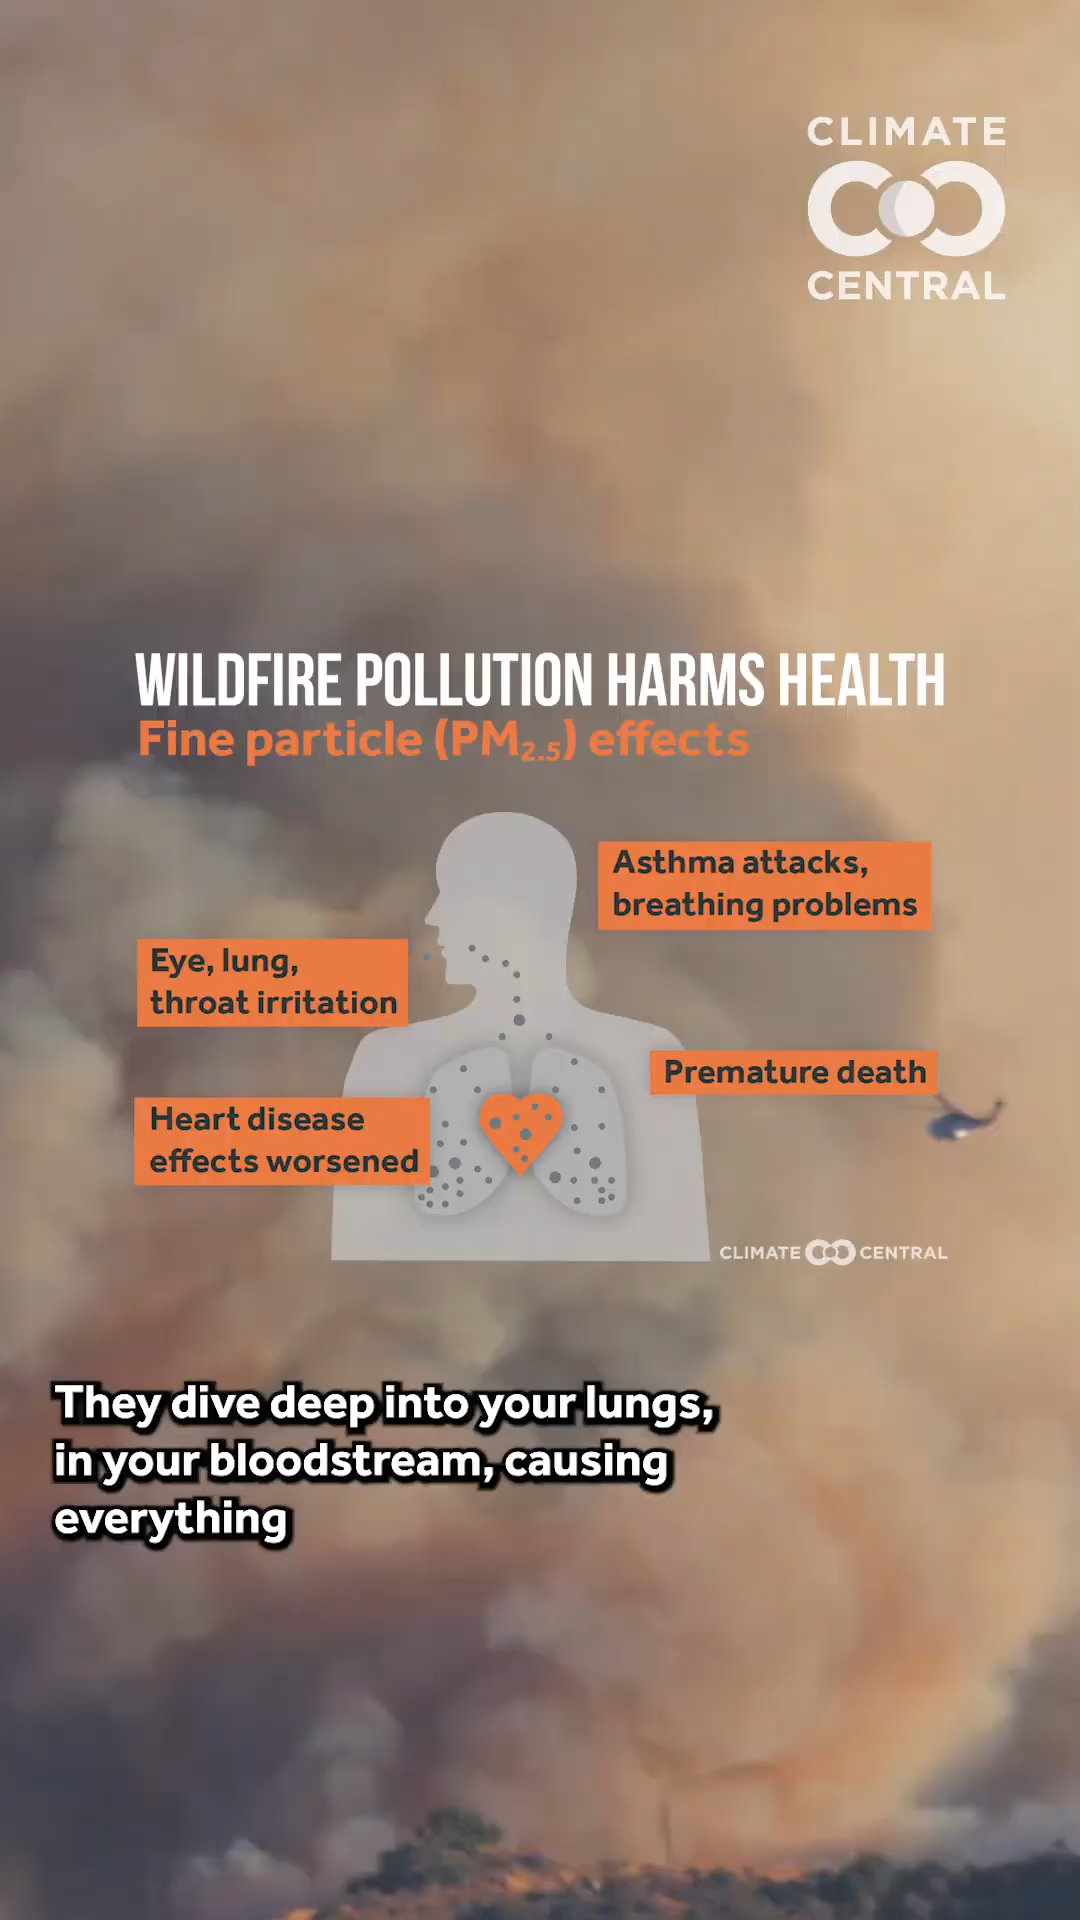 CLIMATE
CENTRAL
WILDFIRE POLLUTION HARMS HEALTH
Fine particle (PM2.5) effects
Asthma attacks,
breathing problems
Eye, lung,
throat irritation
Premature death
Heart disease
effects worsened
CLIMATE CENTRAL
They dive deep into your lungs,
in your bloodstream, causing
everything